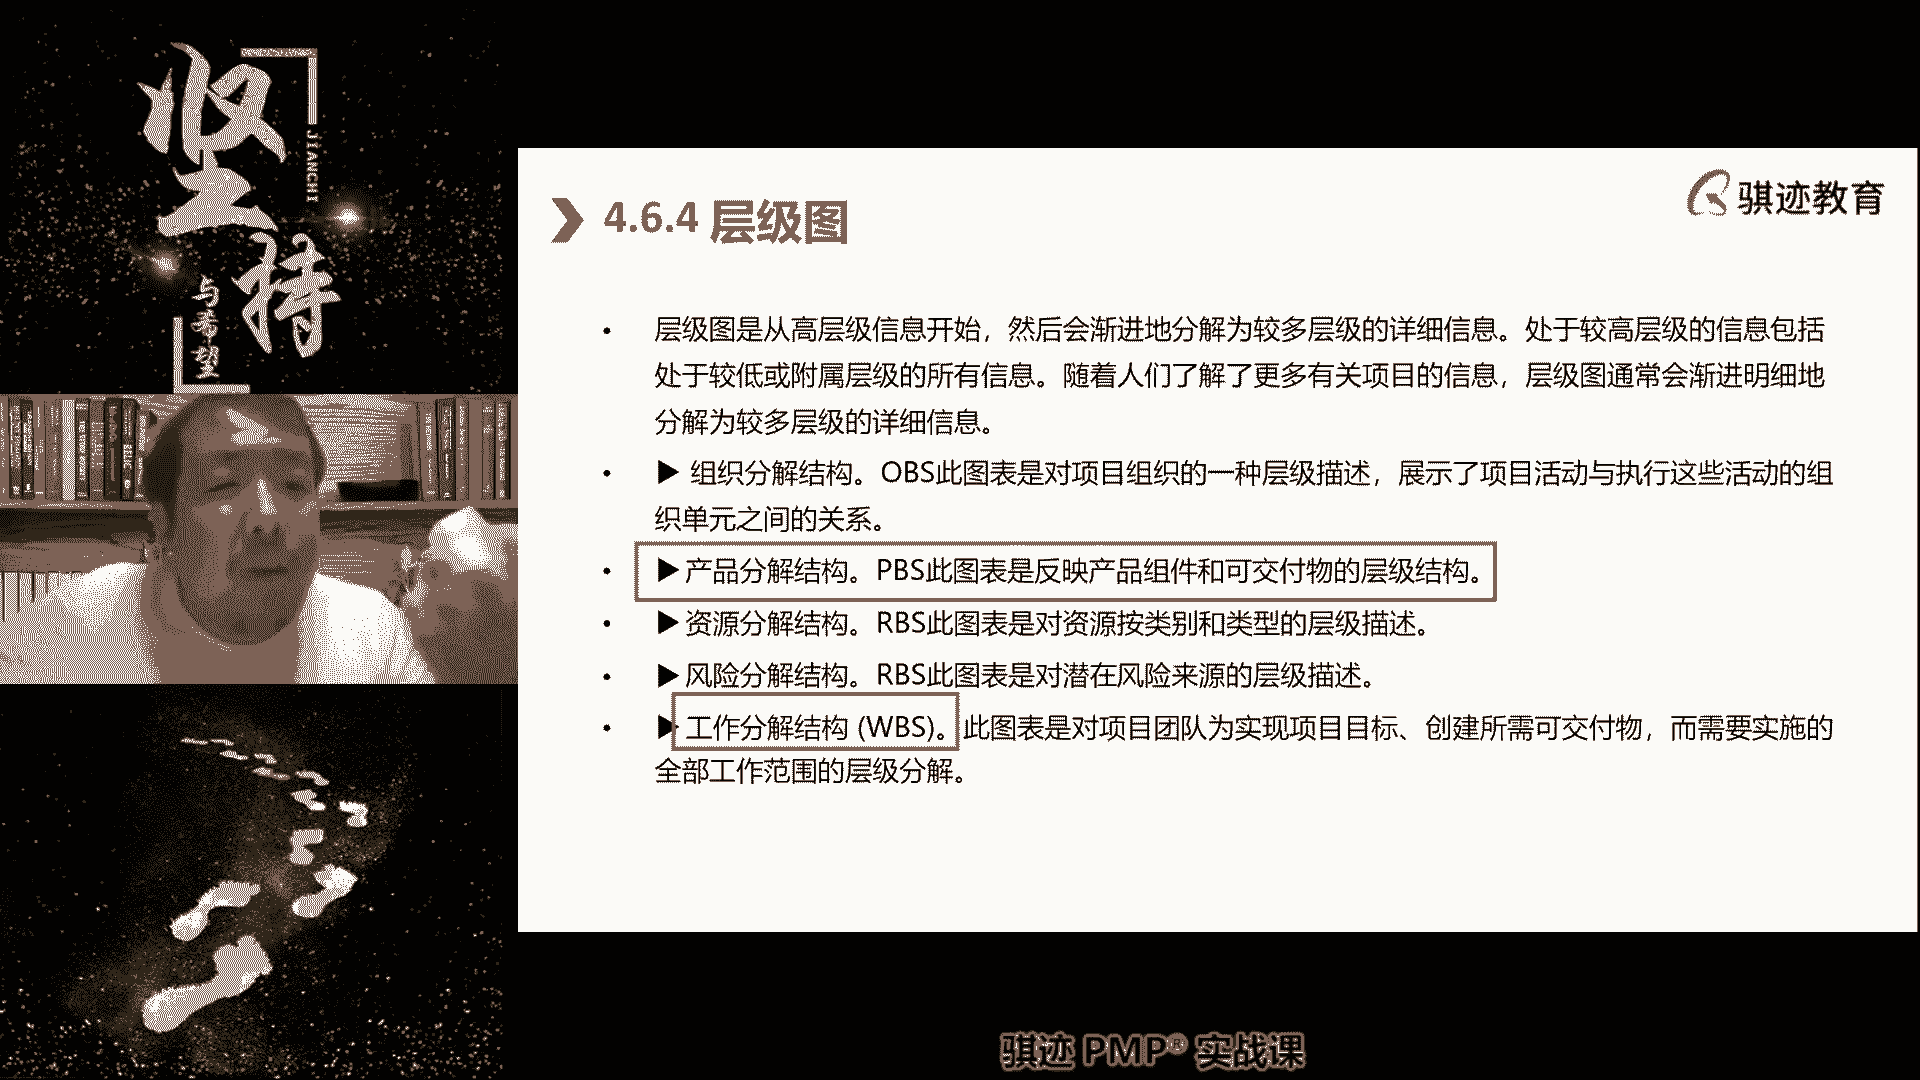 坚持
JIANCHI
与希望
骐迹教育
4.6.4 层级图
• 层级图是从高层级信息开始，然后会渐进地分解为较多层级的详细信息。处于较高层级的信息包括
处于较低或附属层级的所有信息。随着人们了解了更多有关项目的信息，层级图通常会渐进明细地
分解为较多层级的详细信息。
• ▶ 组织分解结构。OBS此图表是对项目组织的一种层级描述，展示了项目活动与执行这些活动的组
织单元之间的关系。
• ▶产品分解结构。PBS此图表是反映产品组件和可交付物的层级结构。
• ▶资源分解结构。RBS此图表是对资源按类别和类型的层级描述。
• ▶风险分解结构。RBS此图表是对潜在风险来源的层级描述。
• ▶工作分解结构 (WBS)。此图表是对项目团队为实现项目目标、创建所需可交付物，而需要实施的
全部工作范围的层级分解。
骐迹 PMP® 实战课